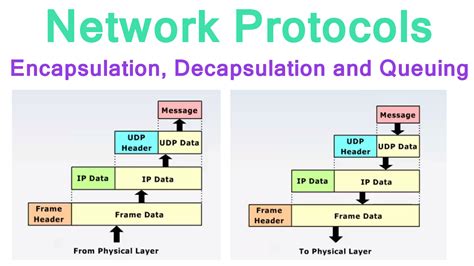 Network Protocols
Encapsulation, Decapsulation and Queuing
Message
UDP
Header
UDP Data
IP Data
IP Data
Frame
Header
Frame Data
From Physical Layer
Message
UDP
Header
UDP Data
IP Data
IP Data
Frame
Header
Frame Data
To Physical Layer